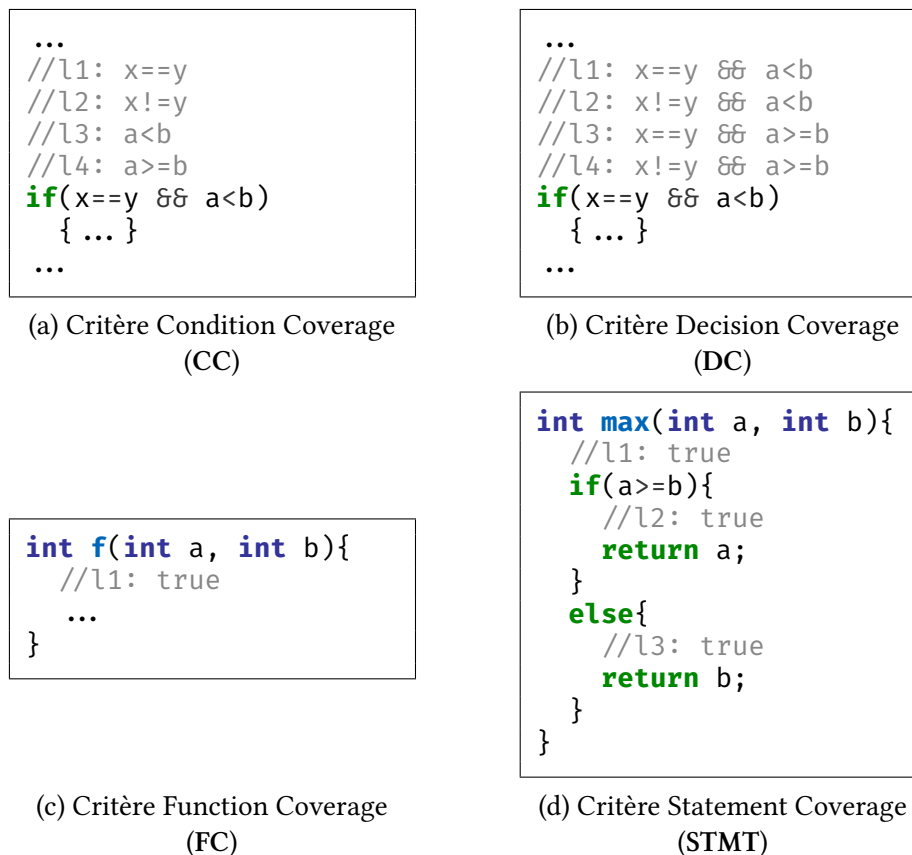 ...
//l1: x==y
//l2: x!=y
//l3: a<b
//l4: a>=b
if(x==y && a<b)
{ ... }
...
(a) Critère Condition Coverage
(CC)
...
//l1: x==y && a<b
//l2: x!=y && a<b
//l3: x==y && a>=b
//l4: x!=y && a>=b
if(x==y && a<b)
{ ... }
...
(b) Critère Decision Coverage
(DC)
int f(int a, int b){
//l1: true
...
}
(c) Critère Function Coverage
(FC)
int max(int a, int b){
//l1: true
if(a>=b){
//l2: true
return a;
}
else{
//l3: true
return b;
}
}
(d) Critère Statement Coverage
(STMT)